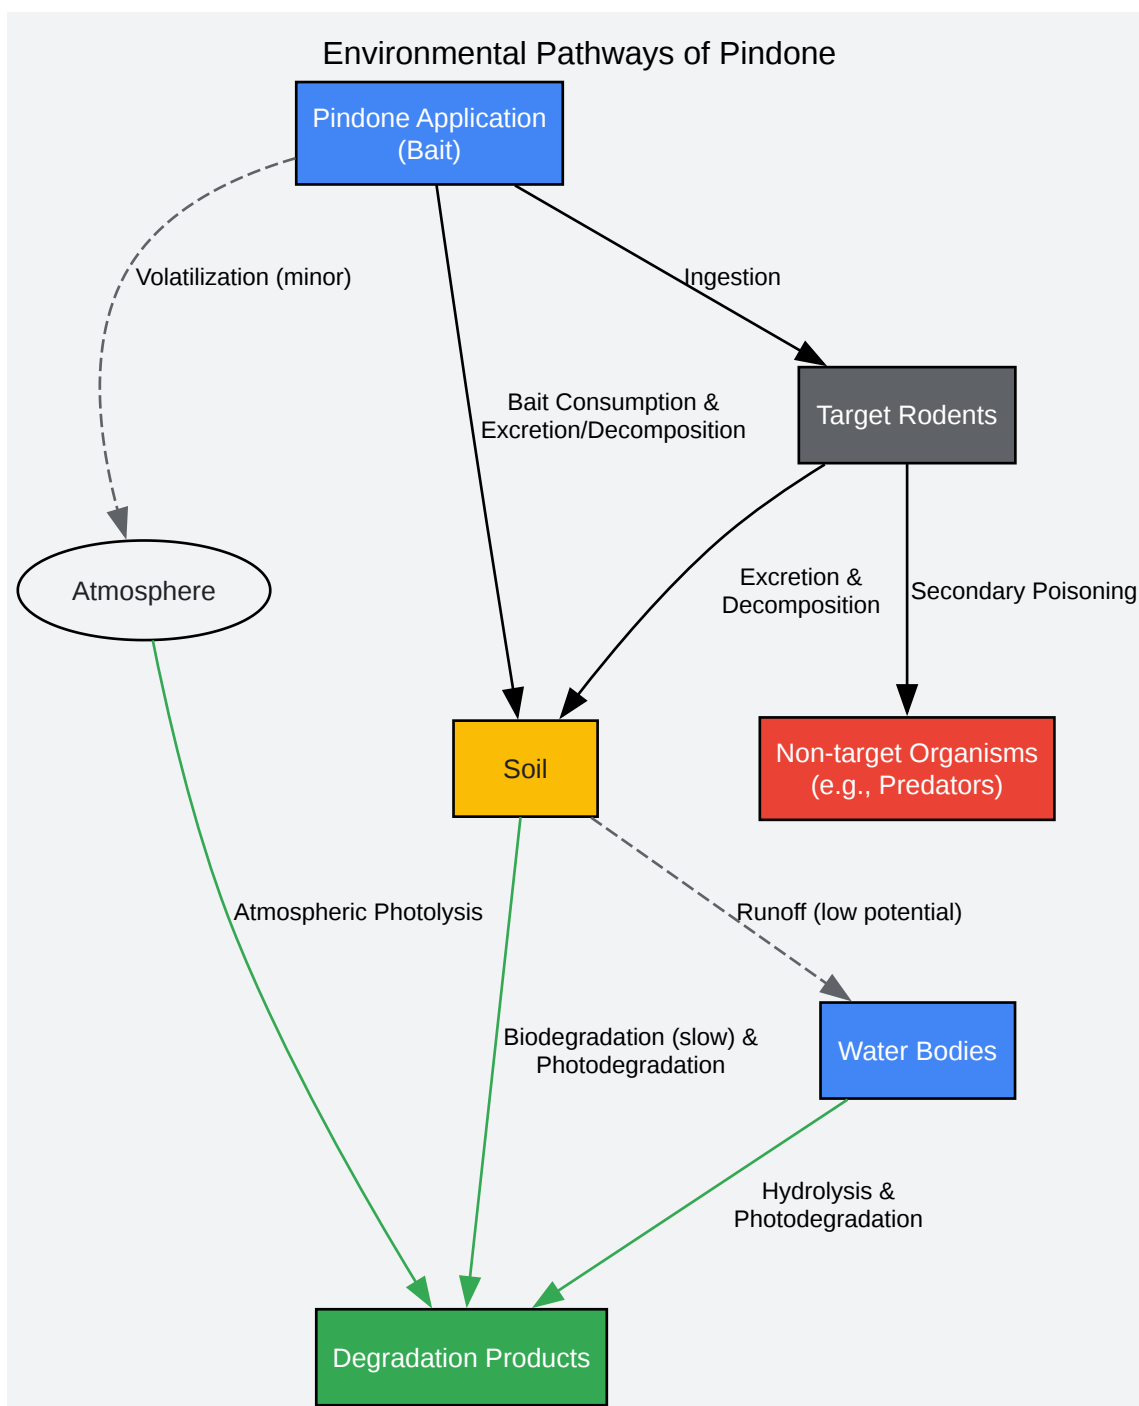 Environmental Pathways of Pindone
Pindone Application
(Bait)
Volatilization (minor)
Ingestion
Bait Consumption &
Excretion/Decomposition
Target Rodents
Excretion &
Decomposition
Secondary Poisoning
Atmosphere
Soil
Non-target Organisms
(e.g., Predators)
Atmospheric Photolysis
Runoff (low potential)
Biodegradation (slow) &
Photodegradation
Water Bodies
Hydrolysis &
Photodegradation
Degradation Products